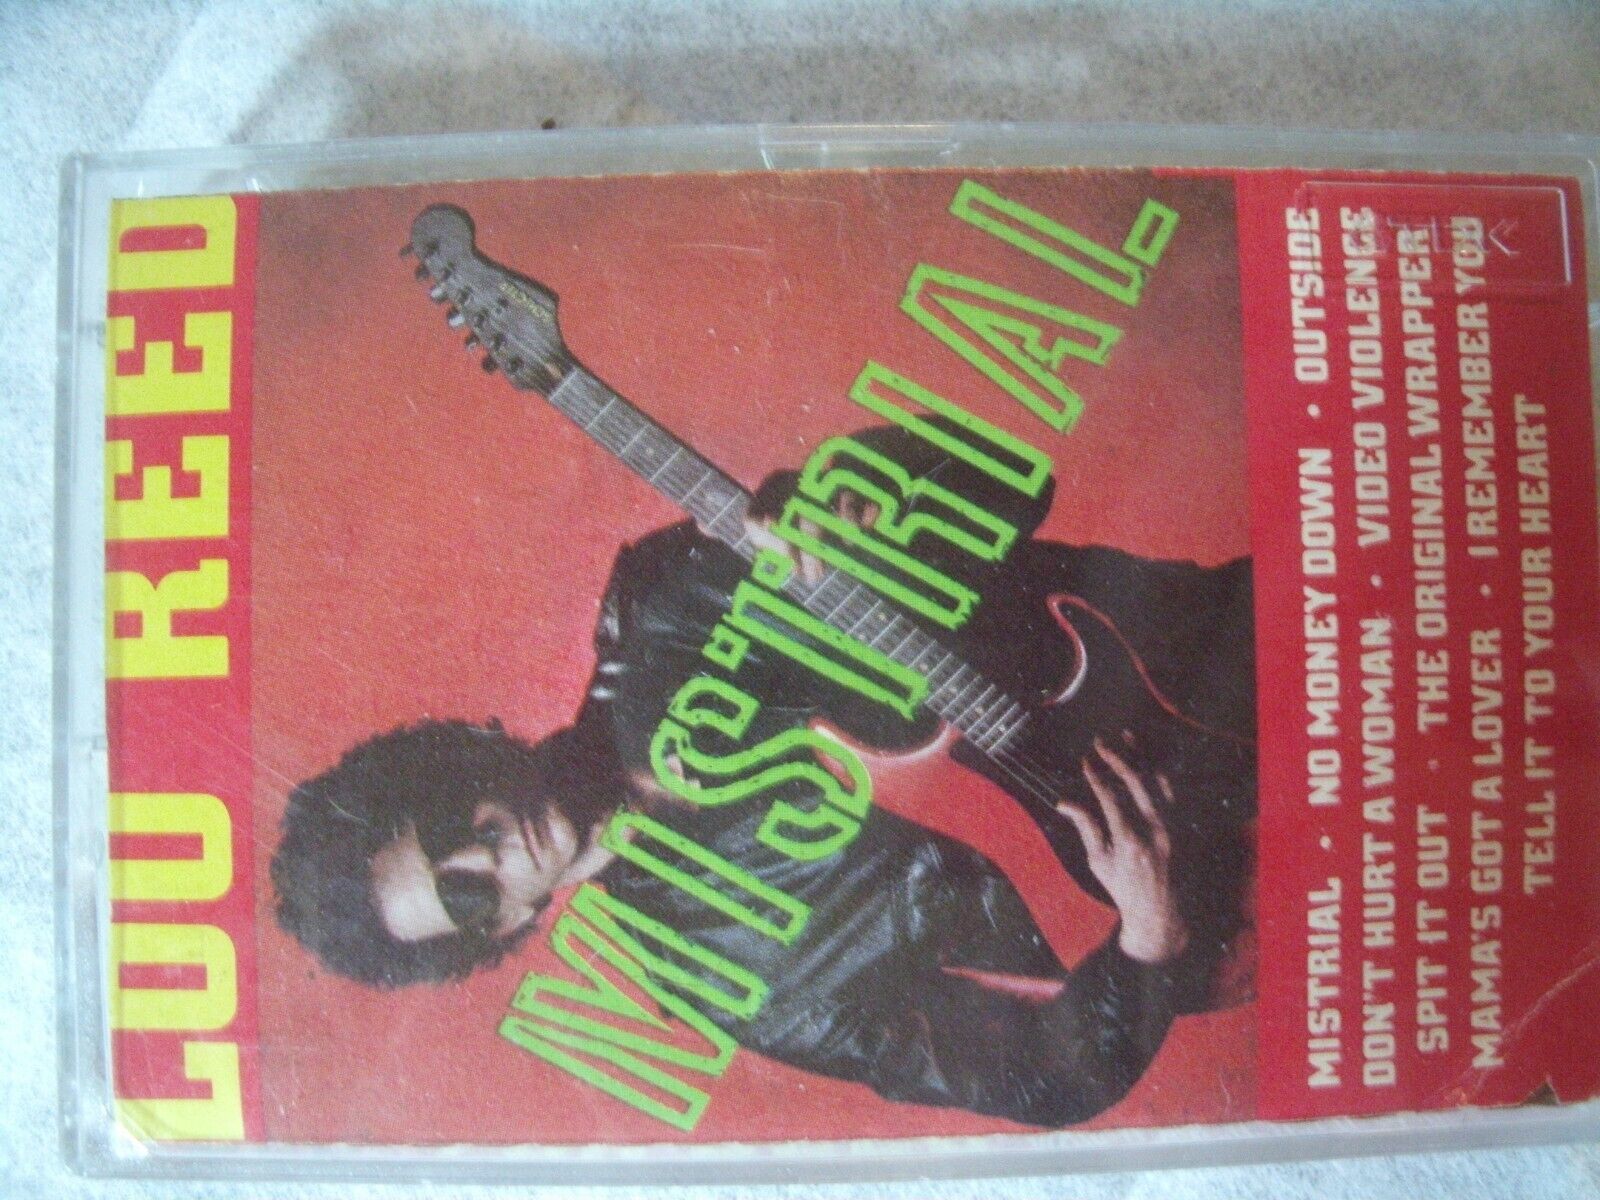 LOU REED
MISTRIAL
MISTRIAL · NO MONEY DOWN · OUTSIDE
DON'T HURT A WOMAN · VIDEO VIOLENCE
SPIT IT OUT · THE ORIGINAL WRAPPER
MAMA'S GOT A LOVER · I REMEMBER YOU
TELL IT TO YOUR HEART